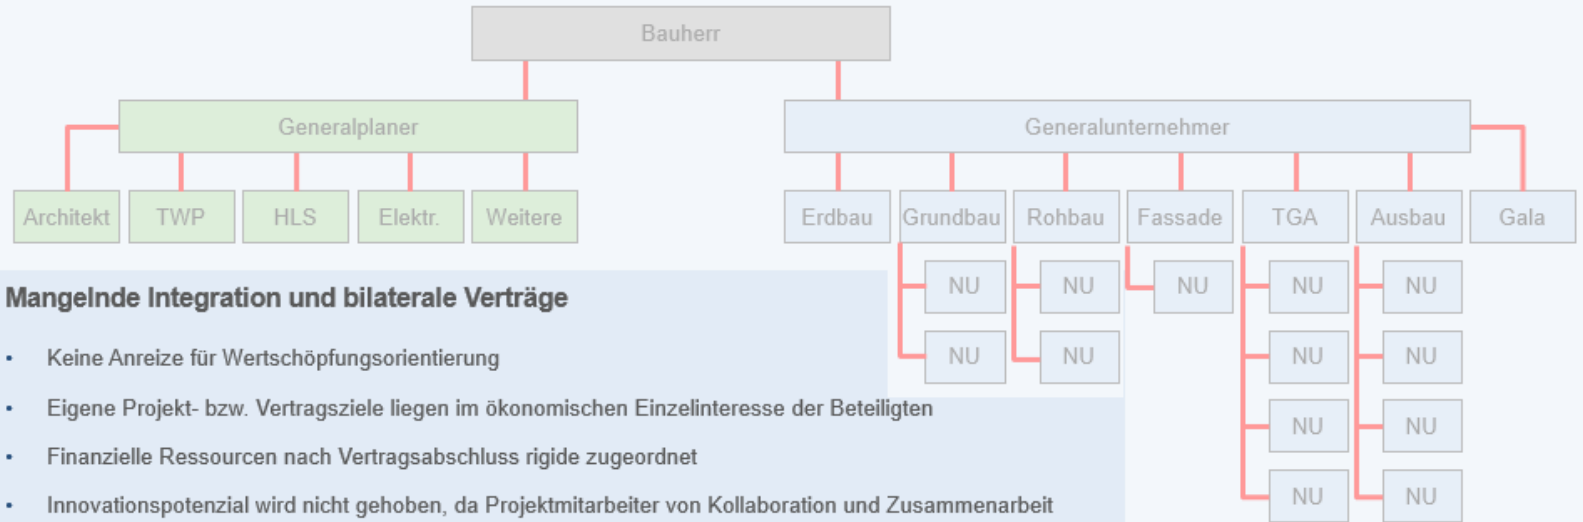 Bauherr
Generalplaner
Generalunternehmer
Architekt
TWP
HLS
Elektr.
Weitere
Erdbau
Grundbau
Rohbau
Fassade
TGA
Ausbau
Gala
NU
NU
NU
NU
NU
NU
NU
NU
NU
NU
NU
NU
NU
Mangelnde Integration und bilaterale Verträge
• Keine Anreize für Wertschöpfungsorientierung
• Eigene Projekt- bzw. Vertragsziele liegen im ökonomischen Einzelinteresse der Beteiligten
• Finanzielle Ressourcen nach Vertragsabschluss rigide zugeordnet
• Innovationspotenzial wird nicht gehoben, da Projektmitarbeiter von Kollaboration und Zusammenarbeit